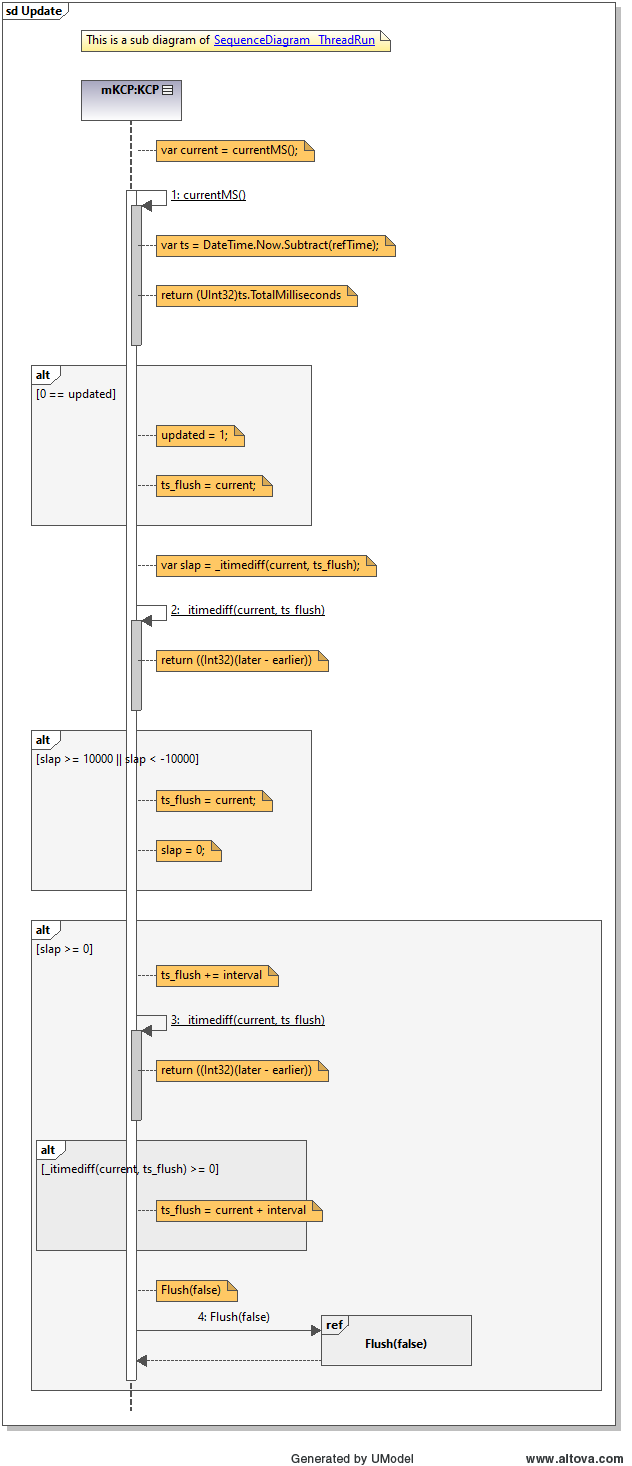 sd Update
This is a sub diagram of SequenceDiagram_ThreadRun
mKCP:KCP
var current = currentMS();
1: currentMS()
var ts = DateTime.Now.Subtract(refTime);
return (UInt32)ts.TotalMilliseconds
alt
[0 == updated]
updated = 1;
ts_flush = current;
var slap = _itimediff(current, ts_flush);
2: _itimediff(current, ts_flush)
return ((Int32)(later - earlier))
alt
[slap >= 10000 || slap < -10000]
ts_flush = current;
slap = 0;
alt
[slap >= 0]
ts_flush += interval
3: _itimediff(current, ts_flush)
return ((Int32)(later - earlier))
alt
[_itimediff(current, ts_flush) >= 0]
ts_flush = current + interval
Flush(false)
4: Flush(false)
ref
Flush(false)
Generated by UModel
www.altova.com